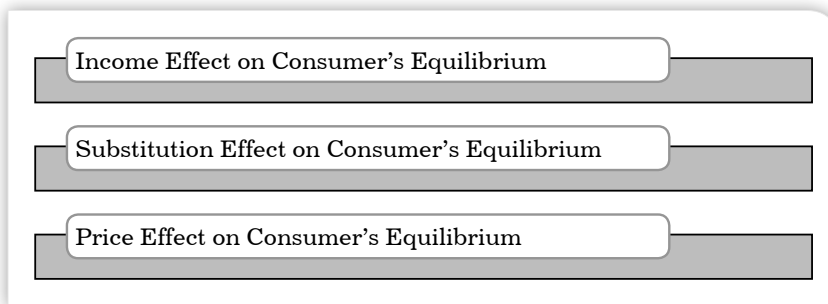 Income Effect on Consumer’s Equilibrium
Substitution Effect on Consumer’s Equilibrium
Price Effect on Consumer’s Equilibrium